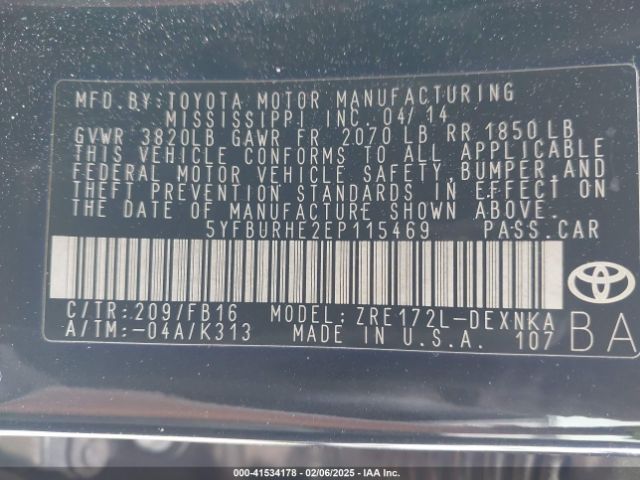 MFD. BY: TOYOTA MOTOR MANUFACTURING
MISSISSIPPI INC. 04/14
GVWR 3820LB GAWR FR 2070 LB RR 1850LB
THIS VEHICLE CONFORMS TO ALL APPLICABLE
FEDERAL MOTOR VEHICLE SAFETY, BUMPER, AND
THEFT PREVENTION STANDARDS IN EFFECT ON
THE DATE OF MANUFACTURE SHOWN ABOVE.
5YFBURHE2EP115469 PASS. CAR
C/TR: 209/FB16 MODEL: ZRE172L-DEXNKA
A/TM: -04A/K313 MADE IN U.S.A. 107
BA
000-41534178 - 02/06/2025 - IAA Inc.